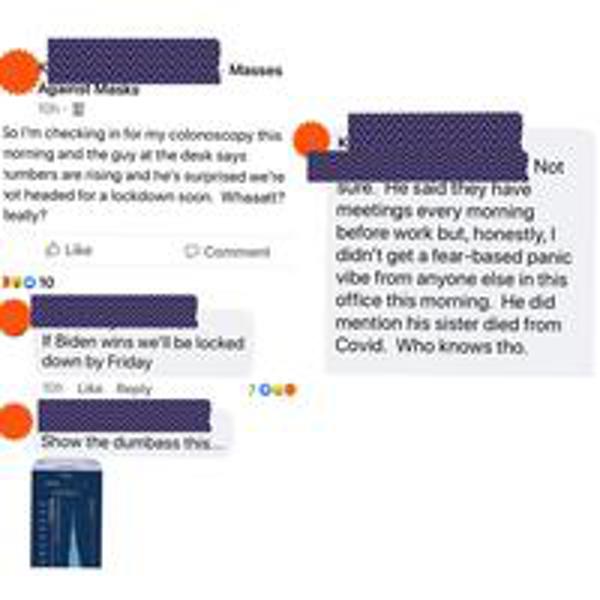 Masses
Against Masks
10h
So I'm checking in for my colonoscopy this
morning and the guy at the desk says
numbers are rising and he's surprised we're
not headed for a lockdown soon. Whaaatt?
Really?
Like Comment
10
If Biden wins we'll be locked
down by Friday
10h Like Reply 7
Show the dumbass this...
K
Not
sure. He said they have
meetings every morning
before work but, honestly, I
didn't get a fear-based panic
vibe from anyone else in this
office this morning. He did
mention his sister died from
Covid. Who knows tho.